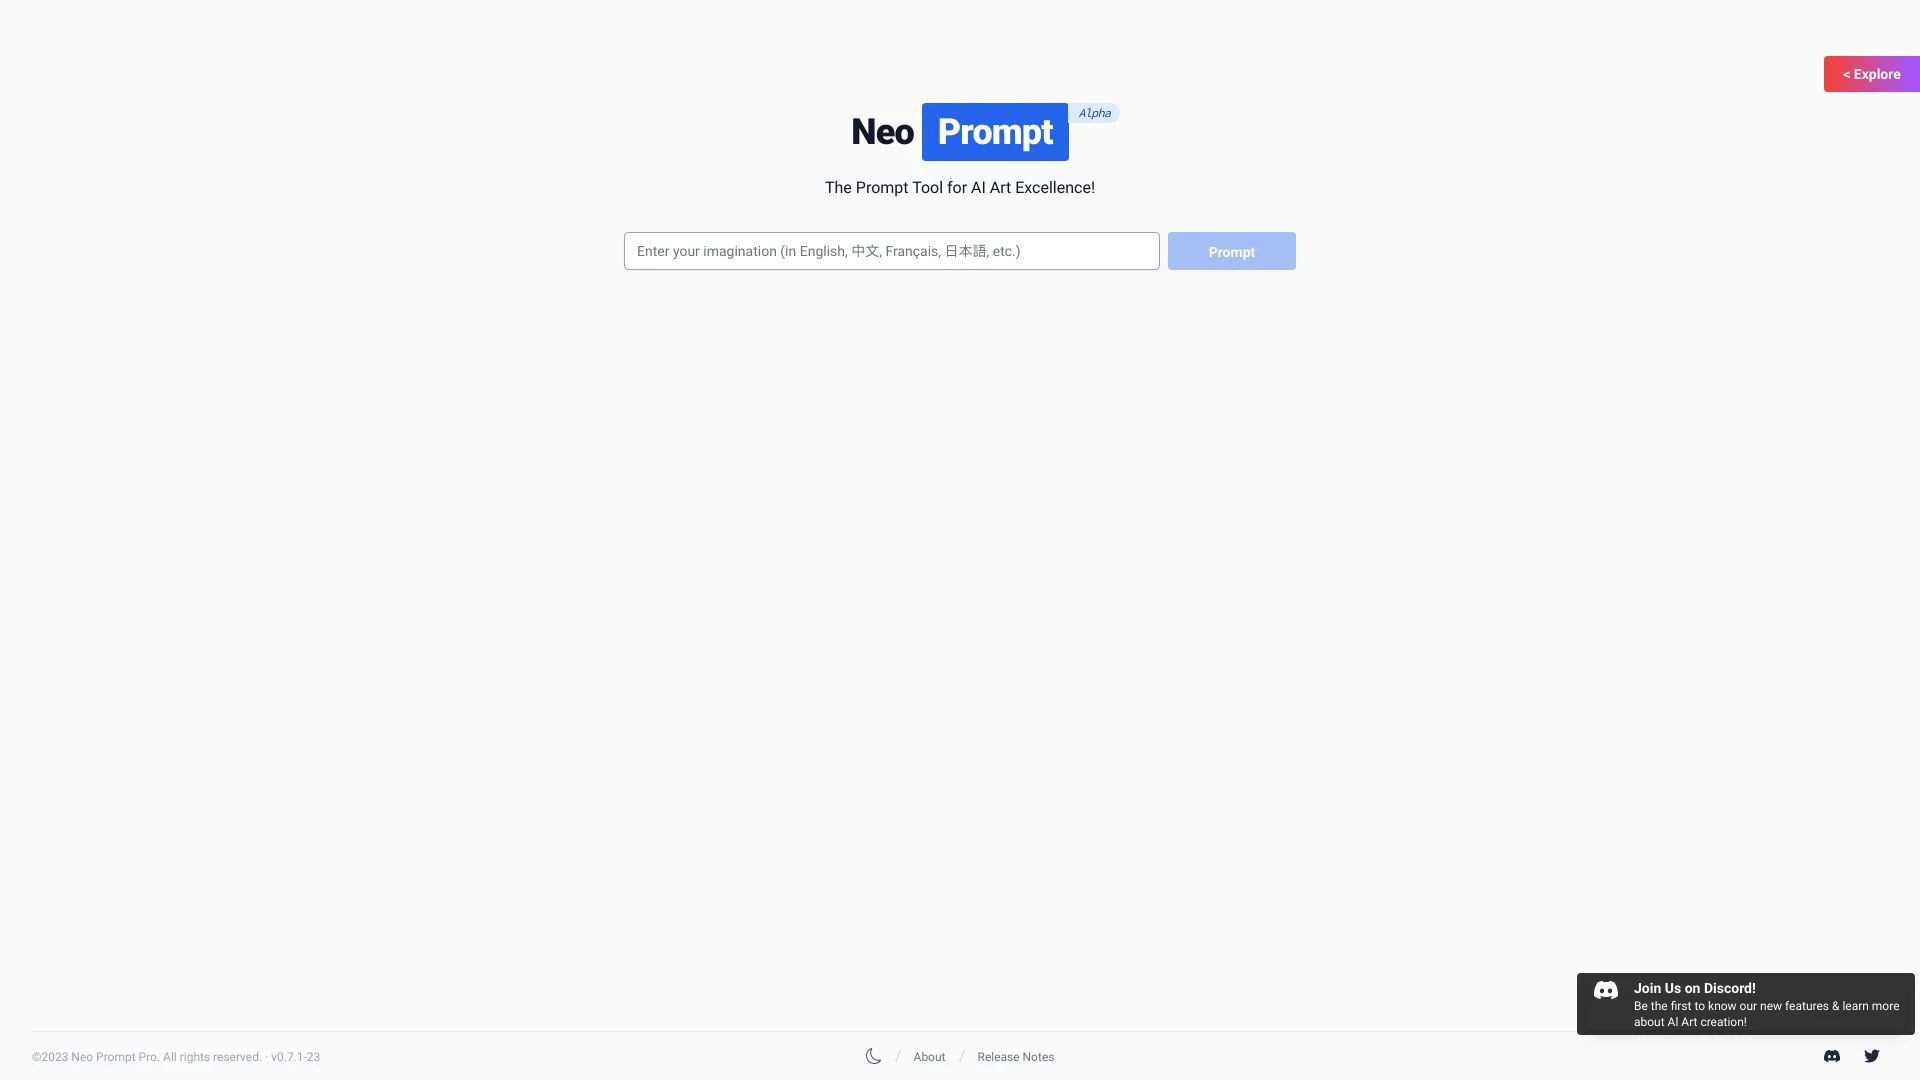 < Explore
Neo Prompt Alpha
The Prompt Tool for AI Art Excellence!
Enter your imagination (in English, 中文, Français, 日本語, etc.) Prompt
Join Us on Discord!
Be the first to know our new features & learn more
about AI Art creation!
©2023 Neo Prompt Pro. All rights reserved. · v0.7.1-23 / About / Release Notes